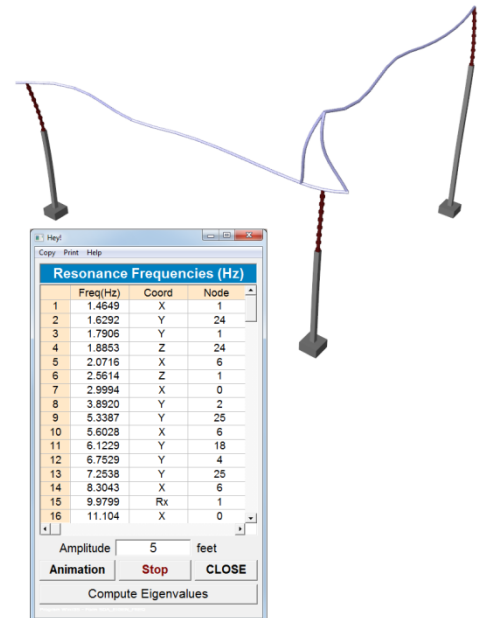 Hey!
Copy Print Help
Resonance Frequencies (Hz)
Freq(Hz) Coord Node
1 1.4649 X 1
2 1.6292 Y 24
3 1.7906 Y 1
4 1.8853 Z 24
5 2.0716 X 6
6 2.5614 Z 1
7 2.9994 X 0
8 3.8920 Y 2
9 5.3387 Y 25
10 5.6028 X 6
11 6.1229 Y 18
12 6.7529 Y 4
13 7.2538 Y 25
14 8.3043 X 6
15 9.9799 Rx 1
16 11.104 X 0
Amplitude 5 feet
Animation Stop CLOSE
Compute Eigenvalues